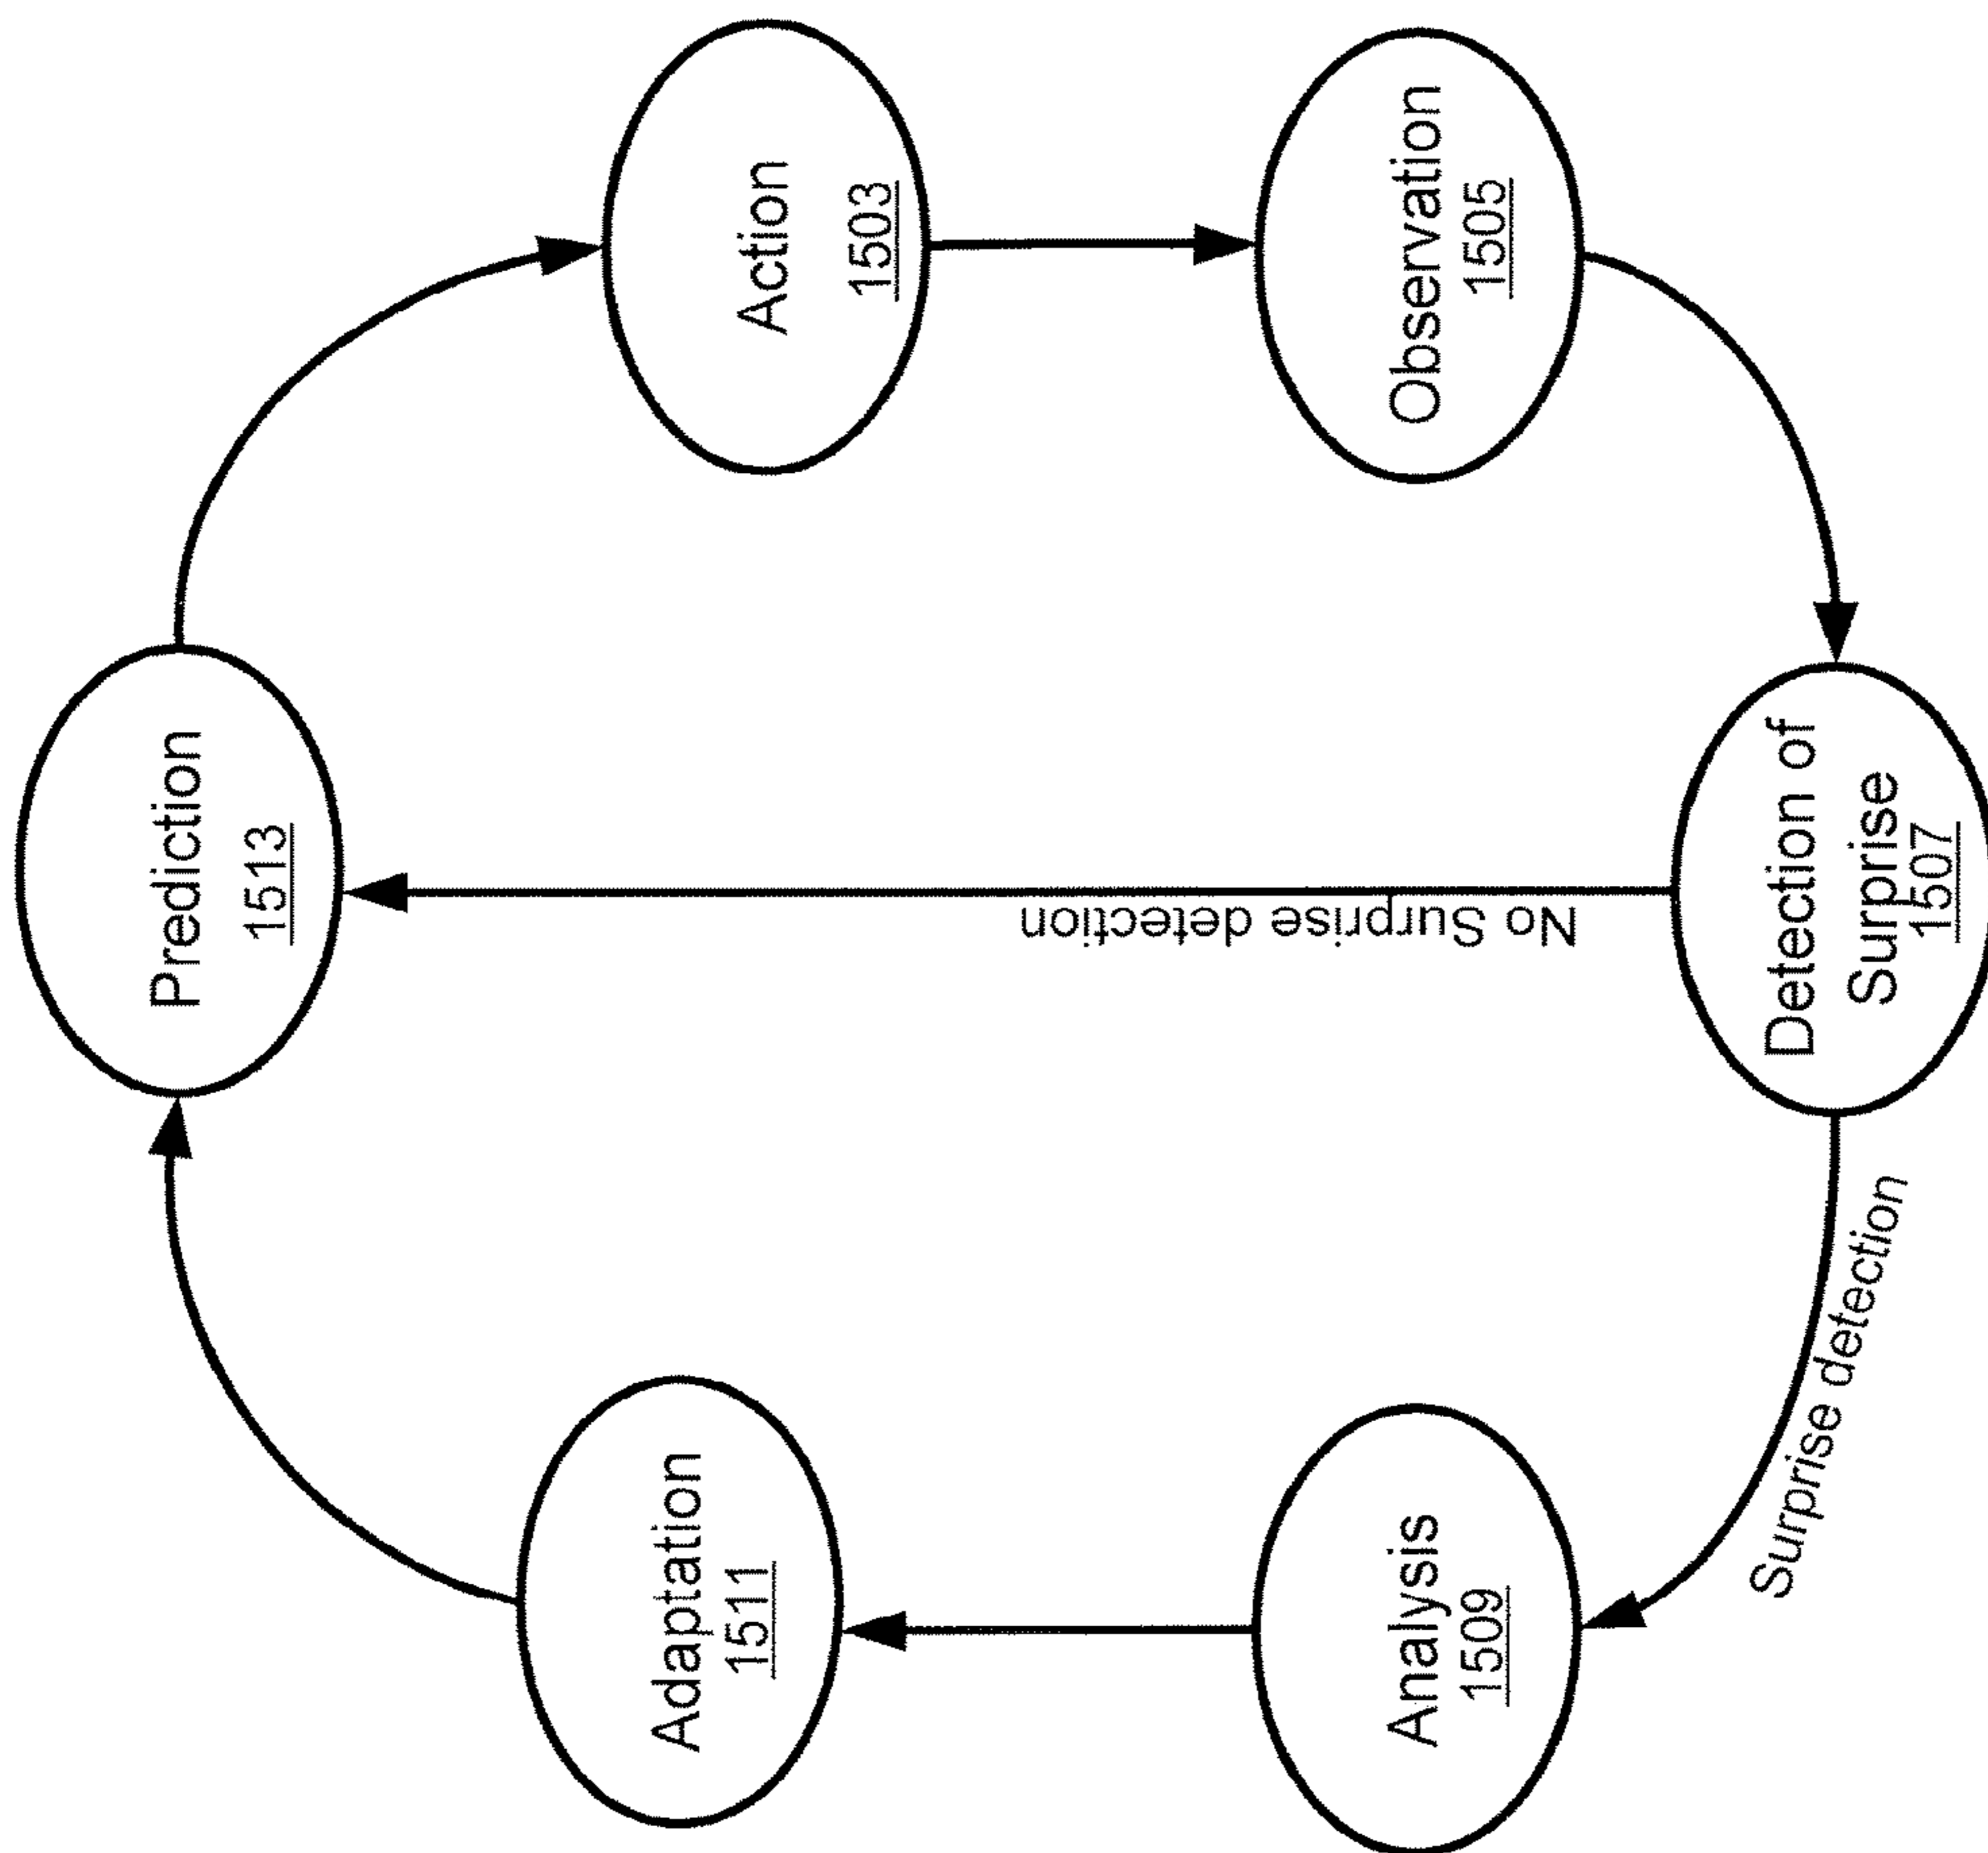 Prediction
1513
Action
1503
Observation
1505
Detection of
Surprise
1507
No Surprise detection
Surprise detection
Analysis
1509
Adaptation
1511